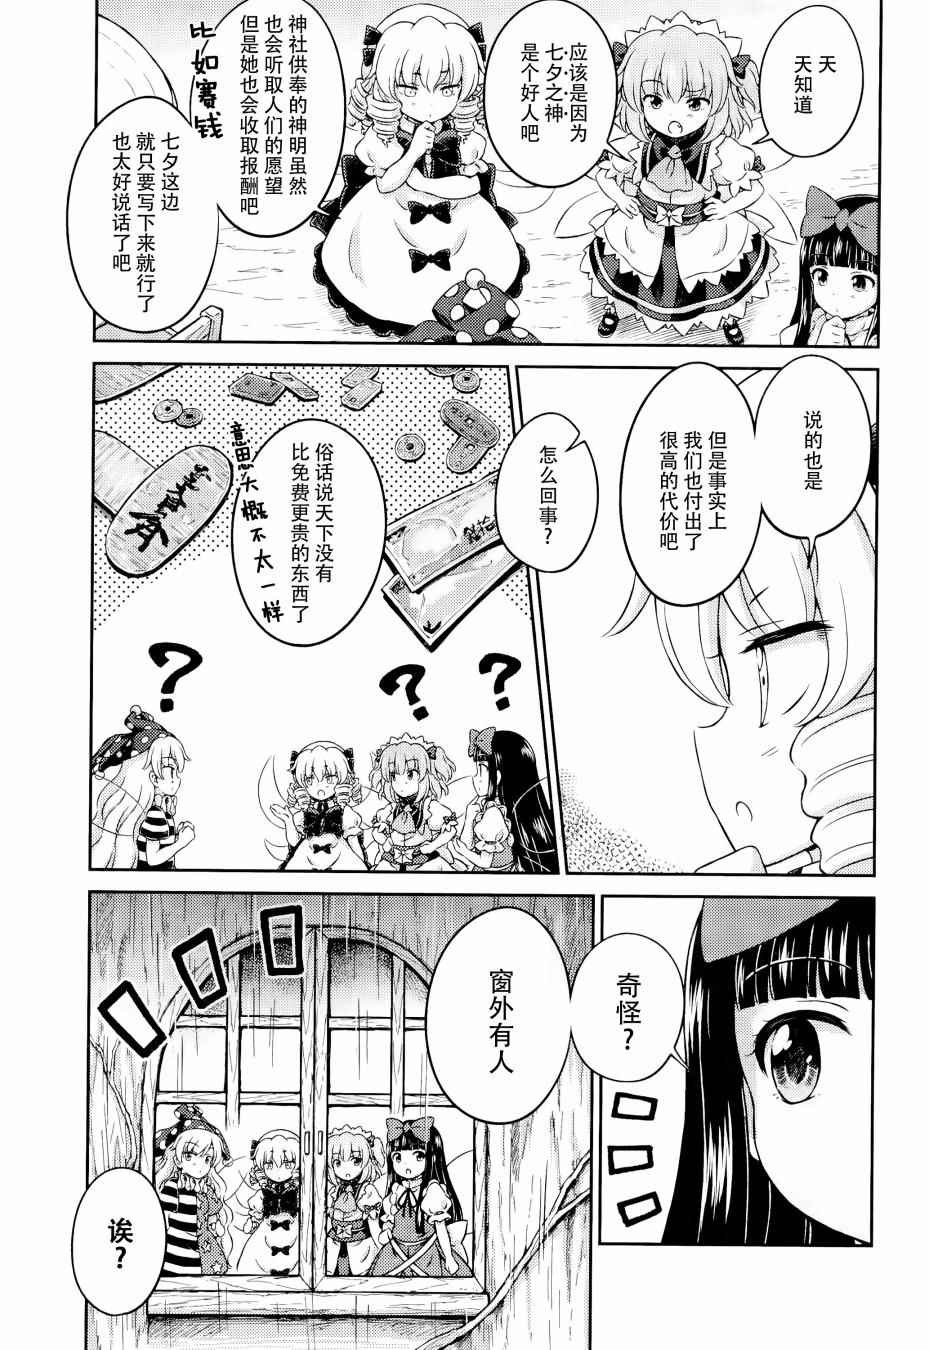 天
天知道
应该是因为
七夕之神
是个好人吧
神社供奉的神明虽然
也会听取人们的愿望
但是她也会收取报酬吧
比如赛钱
七夕这边
就只要写下来就行了
也太好说话了吧
说的也是
但是事实上
我们也付出了
很高的代价吧
怎么回事?
俗话说天下没有
比免费更贵的东西了
意思大概不太一样
?
?
?
奇怪?
窗外有人
诶?